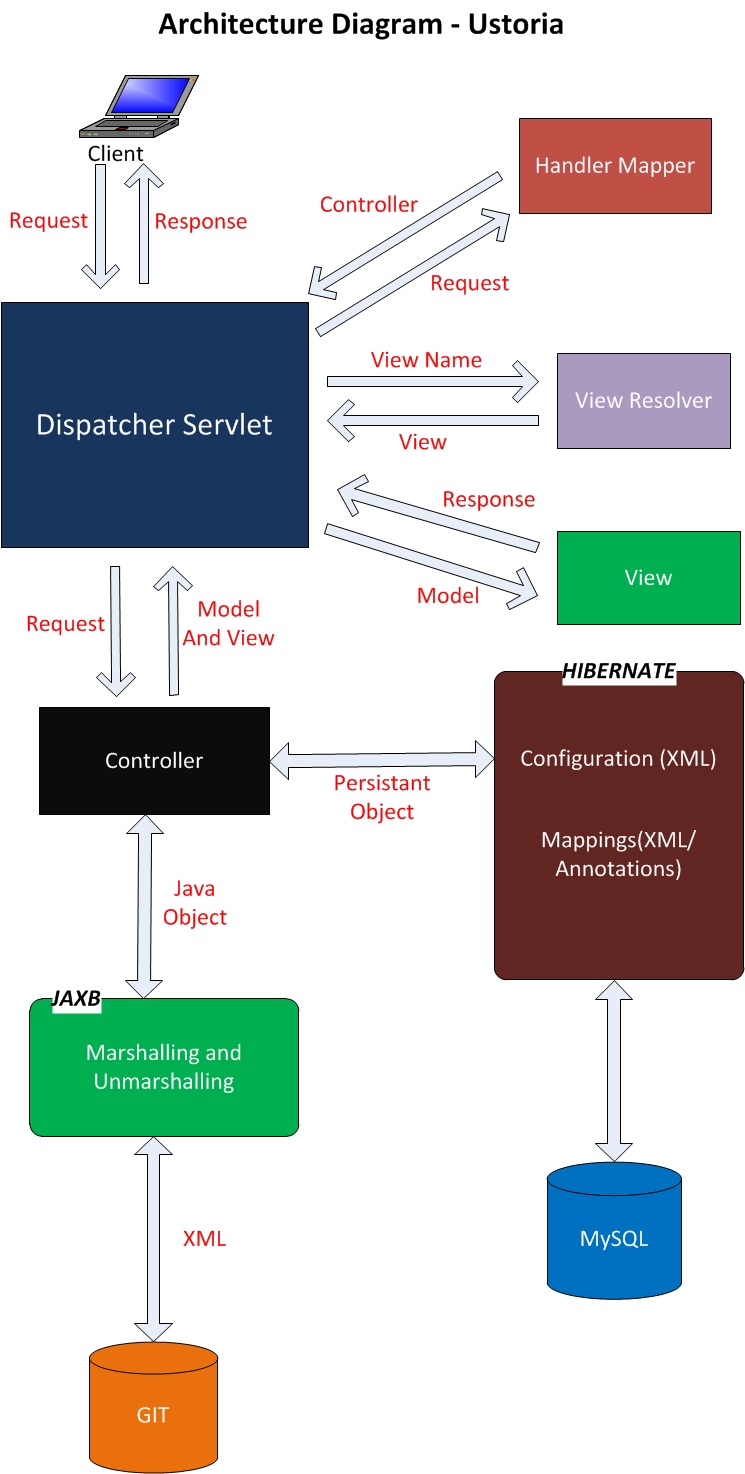 Architecture Diagram - Ustoria
Client
Request
Response
Handler Mapper
Controller
Request
Dispatcher Servlet
View Name
View Resolver
View
Response
View
Model
Request
Model
And View
HIBERNATE
Controller
Configuration (XML)
Persistant
Object
Mappings(XML/
Annotations)
Java
Object
JAXB
Marshalling and
Unmarshalling
XML
MySQL
GIT